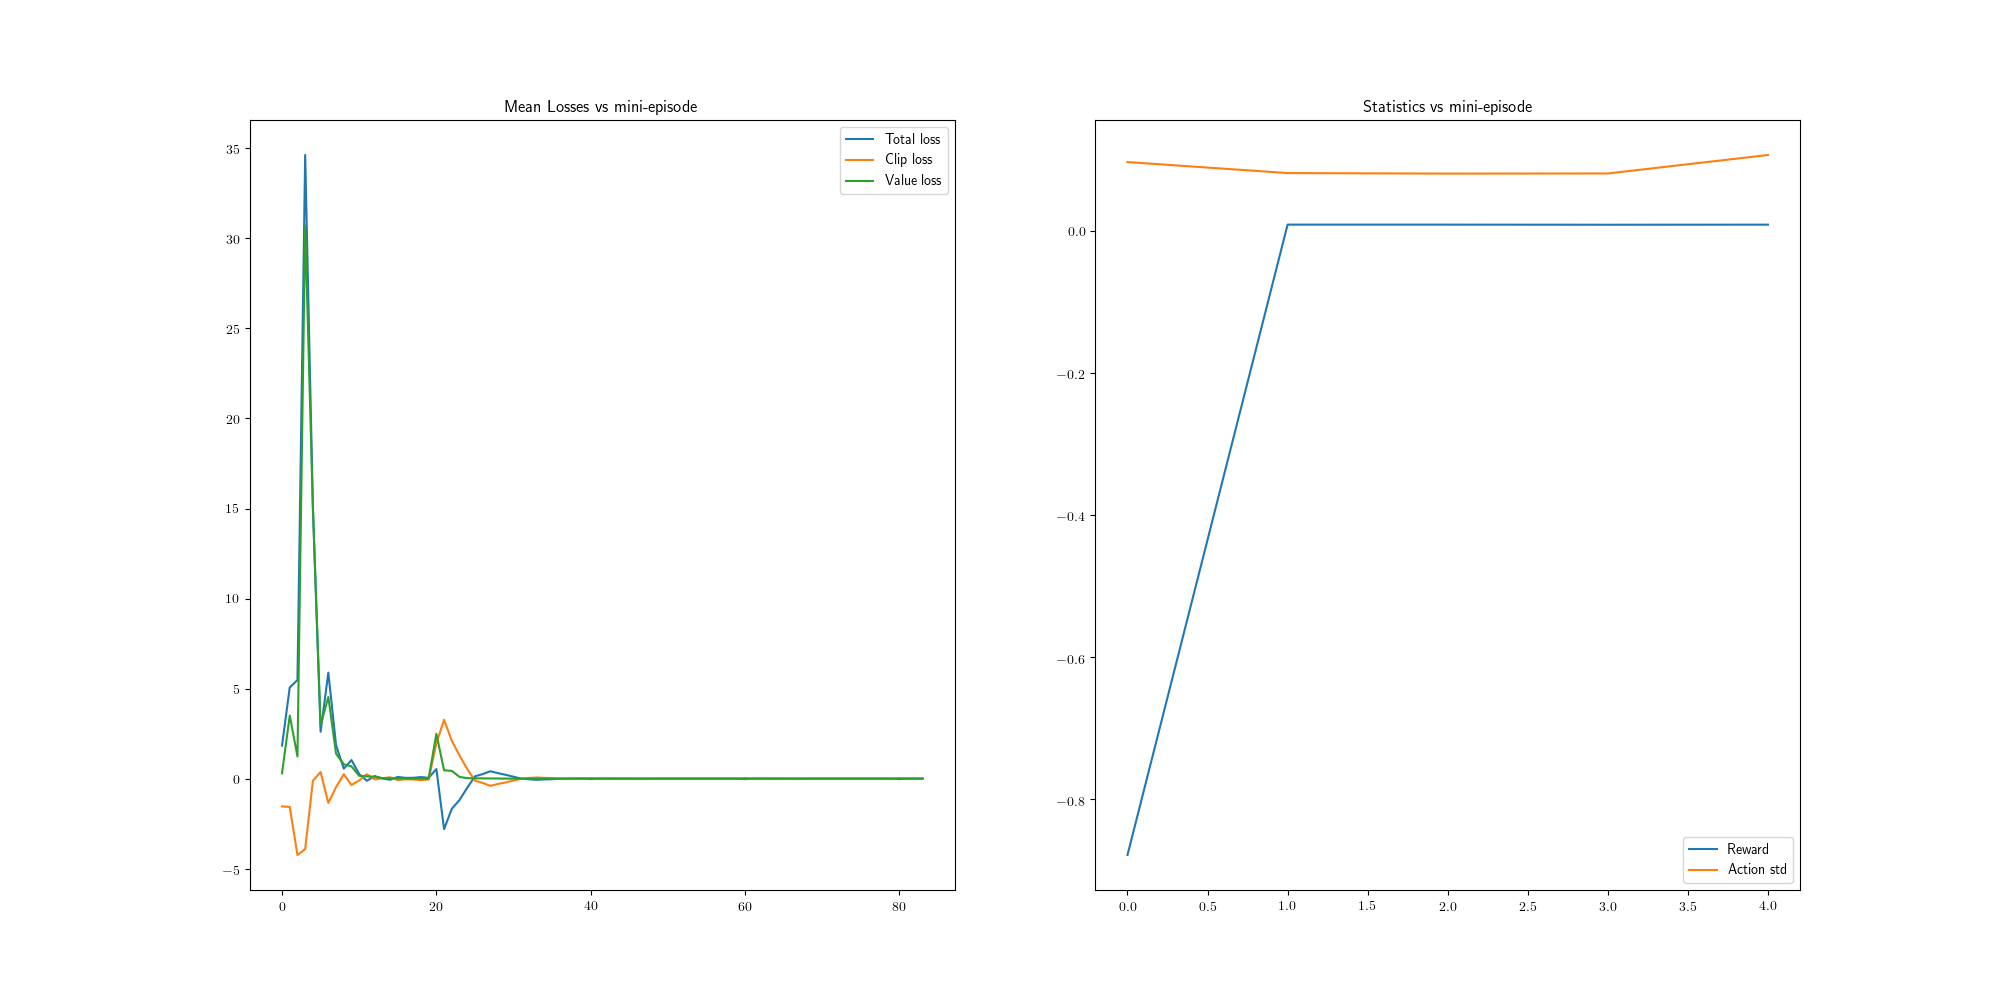 Mean Losses vs mini-episode
35
30
25
20
15
10
5
0
−5
0 20 40 60 80
Total loss
Clip loss
Value loss
Statistics vs mini-episode
0.0
−0.2
−0.4
−0.6
−0.8
0.0 0.5 1.0 1.5 2.0 2.5 3.0 3.5 4.0
Reward
Action std